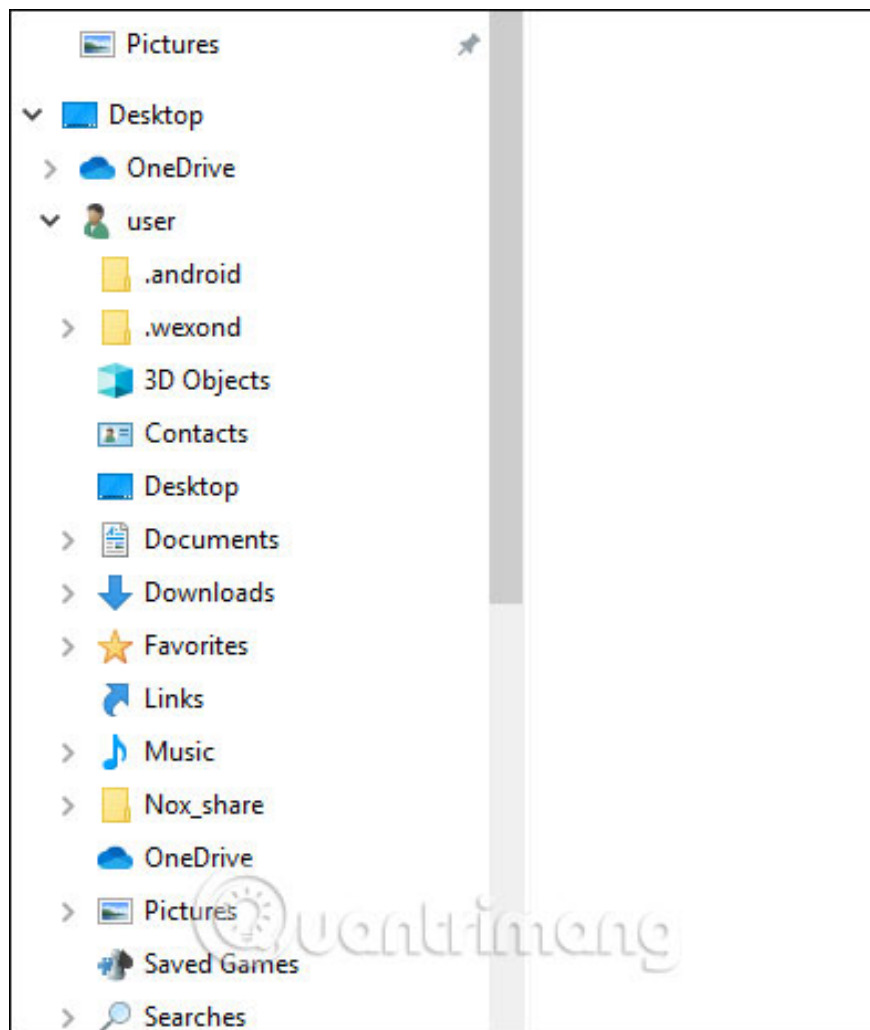 Pictures
Desktop
OneDrive
user
.android
.wexond
3D Objects
Contacts
Desktop
Documents
Downloads
Favorites
Links
Music
Nox_share
OneDrive
Pictures
Quantrimang
Saved Games
Searches